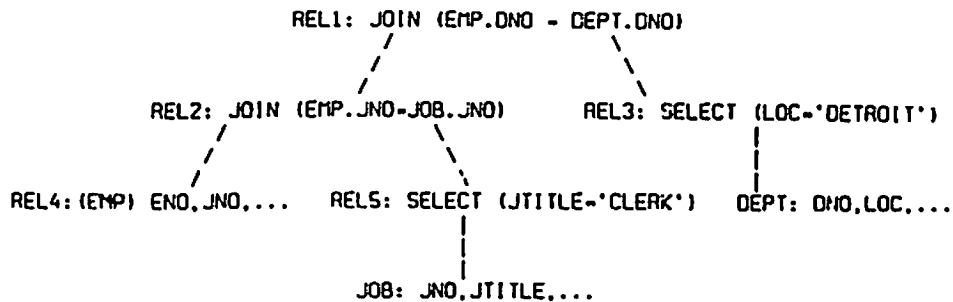 REL1: JOIN (EMP.DNO = DEPT.DNO)
REL2: JOIN (EMP.JNO=JOB.JNO) REL3: SELECT (LOC='DETROIT')
REL4:(EMP) ENO,JNO,... REL5: SELECT (JTITLE='CLERK') DEPT: DNO,LOC,...
JOB: JNO,JTITLE,...